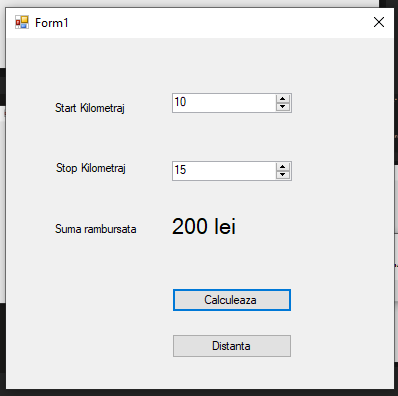 Form1
Start Kilometraj
10
Stop Kilometraj
15
Suma rambursata
200 lei
Calculeaza
Distanta